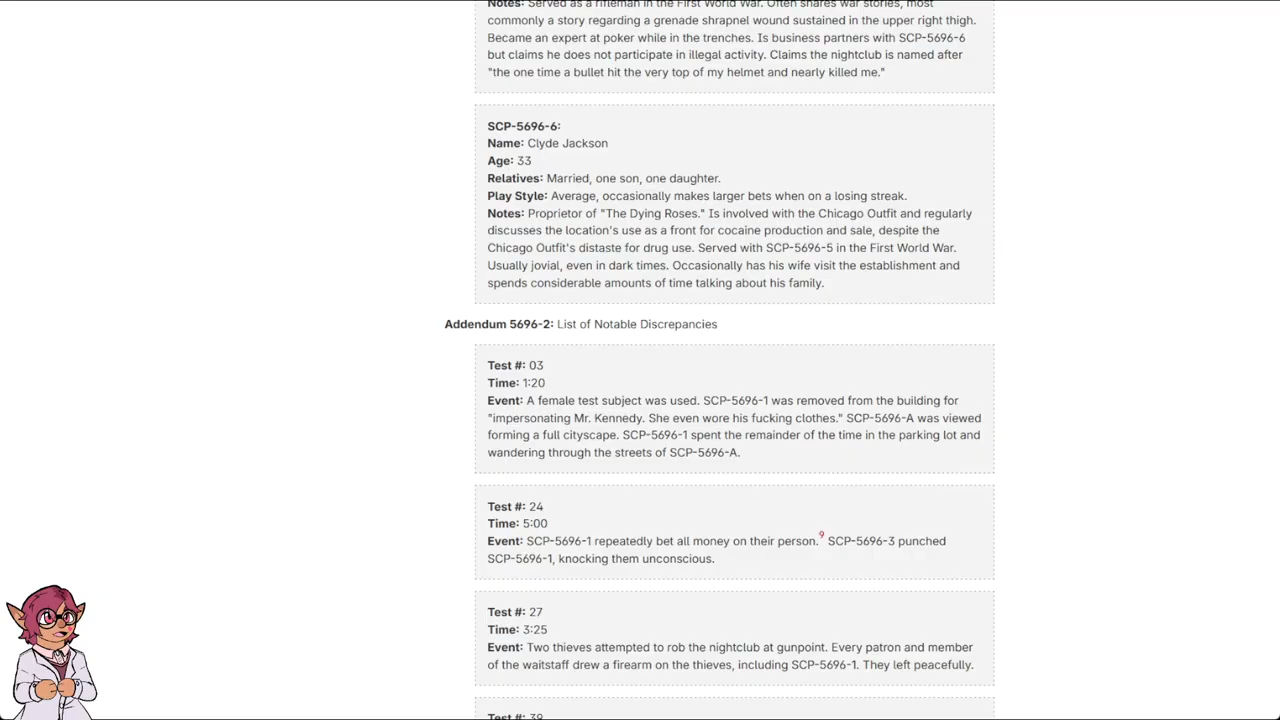 Notes: Served as a rifleman in the First World War. Often shares war stories, most
commonly a story regarding a grenade shrapnel wound sustained in the upper right thigh.
Became an expert at poker while in the trenches. Is business partners with SCP-5696-6
but claims he does not participate in illegal activity. Claims the nightclub is named after
"the one time a bullet hit the very top of my helmet and nearly killed me."
SCP-5696-6:
Name: Clyde Jackson
Age: 33
Relatives: Married, one son, one daughter.
Play Style: Average, occasionally makes larger bets when on a losing streak.
Notes: Proprietor of "The Dying Roses." Is involved with the Chicago Outfit and regularly
discusses the location's use as a front for cocaine production and sale, despite the
Chicago Outfit's distaste for drug use. Served with SCP-5696-5 in the First World War.
Usually jovial, even in dark times. Occasionally has his wife visit the establishment and
spends considerable amounts of time talking about his family.
Addendum 5696-2: List of Notable Discrepancies
Test #: 03
Time: 1:20
Event: A female test subject was used. SCP-5696-1 was removed from the building for
"impersonating Mr. Kennedy. She even wore his fucking clothes." SCP-5696-A was viewed
forming a full cityscape. SCP-5696-1 spent the remainder of the time in the parking lot and
wandering through the streets of SCP-5696-A.
Test #: 24
Time: 5:00
Event: SCP-5696-1 repeatedly bet all money on their person.9 SCP-5696-3 punched
SCP-5696-1, knocking them unconscious.
Test #: 27
Time: 3:25
Event: Two thieves attempted to rob the nightclub at gunpoint. Every patron and member
of the waitstaff drew a firearm on the thieves, including SCP-5696-1. They left peacefully.
Test #: 39